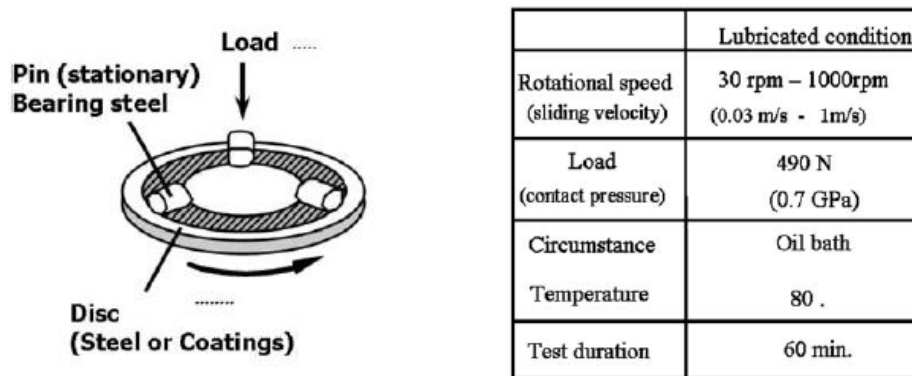 Load .....
Pin (stationary)
Bearing steel
Disc
(Steel or Coatings)
........
Lubricated condition
Rotational speed
(sliding velocity)
30 rpm – 1000rpm
(0.03 m/s - 1m/s)
Load
(contact pressure)
490 N
(0.7 GPa)
Circumstance
Oil bath
Temperature
80 .
Test duration
60 min.